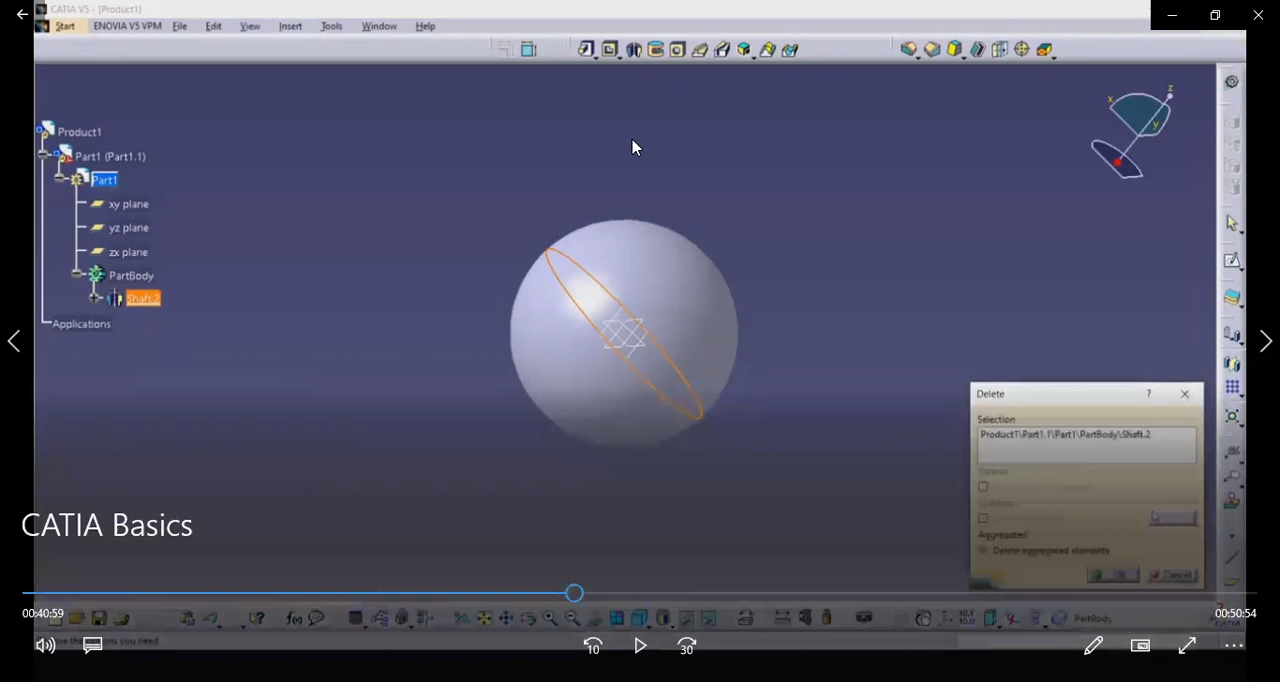 CATIA V5 - [Product1]
Start ENOVIA V5 VPM File Edit View Insert Tools Window Help
z
x
y
Product1
Part1 (Part1.1)
Part1
xy plane
yz plane
zx plane
PartBody
Shaft.2
Applications
Delete ?
Selection
Product1\Part1.1\Part1\PartBody\Shaft.2
Aggregated
Delete aggregated elements
Cancel
CATIA Basics
00:40:59
00:50:54
f(x)
PartBody
10
30